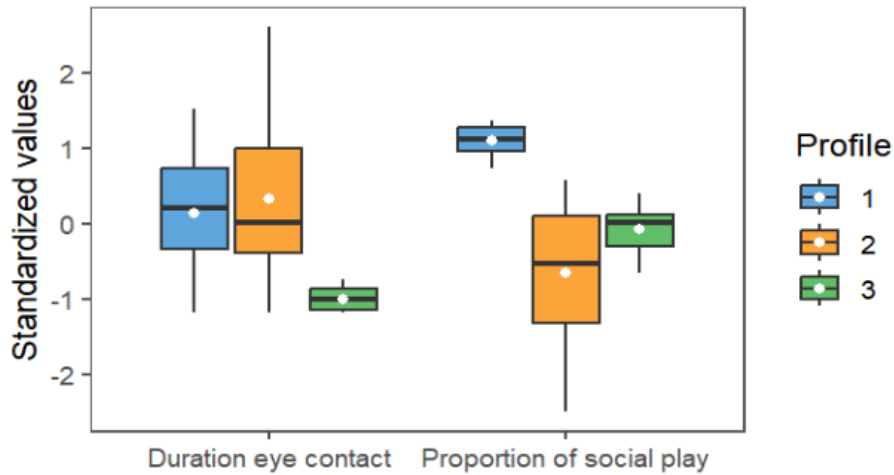 Standardized values
2
1
0
-1
-2
Duration eye contact
Proportion of social play
Profile
1
2
3